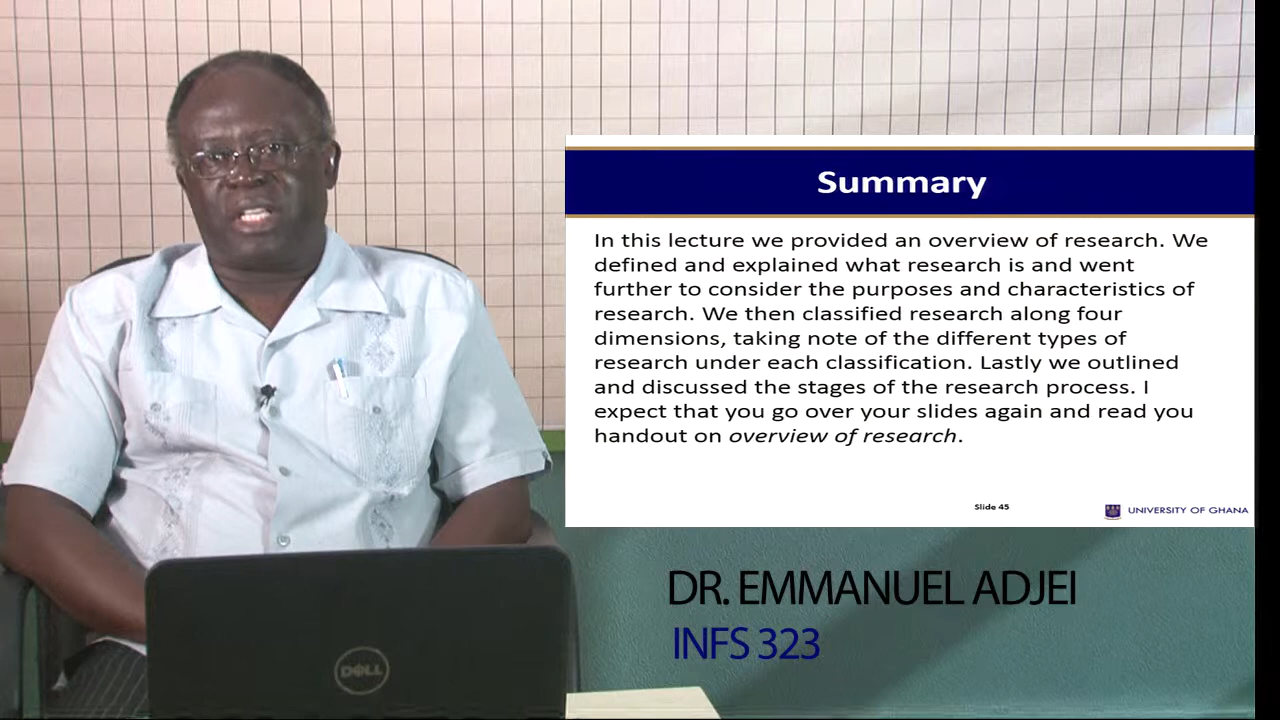 Summary
In this lecture we provided an overview of research. We
defined and explained what research is and went
further to consider the purposes and characteristics of
research. We then classified research along four
dimensions, taking note of the different types of
research under each classification. Lastly we outlined
and discussed the stages of the research process. I
expect that you go over your slides again and read you
handout on overview of research.
Slide 45
UNIVERSITY OF GHANA
DR. EMMANUEL ADJEI
INFS 323
DELL